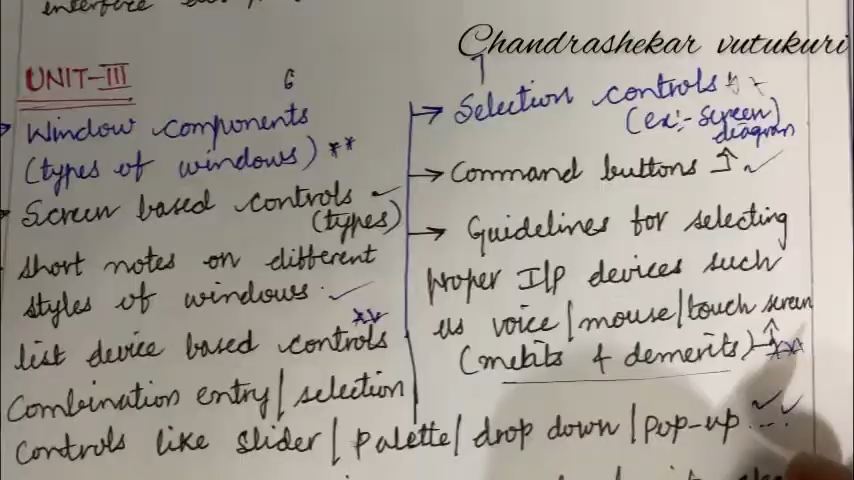 interface
Chandrashekar vutukuri
UNIT-III
6
Window components
(types of windows) **
Screen based controls
(types)
short notes on different
styles of windows
list device based controls
Combination entry/ selection
controls like slider/ palette/ drop down/ pop-up
→ Selection controls
(ex:- screen
diagram)
→ Command buttons
→ Guidelines for selecting
proper I/P devices such
us voice/mouse/touch screen
(merits & demerits) **